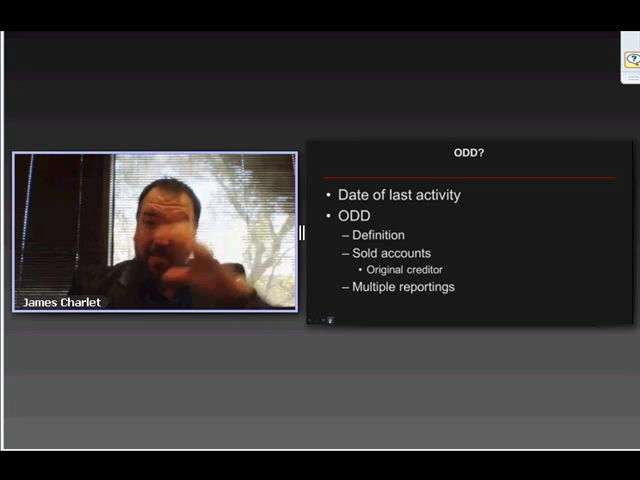 ODD?
• Date of last activity
• ODD
– Definition
– Sold accounts
• Original creditor
– Multiple reportings
James Charlet